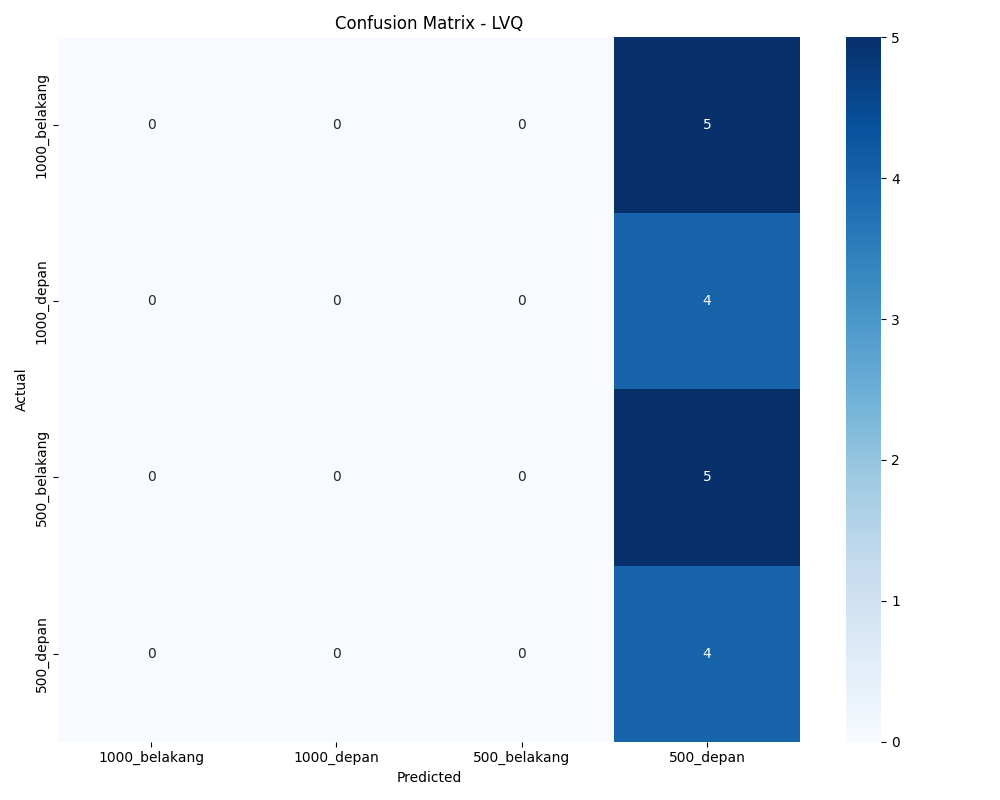 Confusion Matrix - LVQ
Actual
1000_belakang
0 0 0 5
1000_depan
0 0 0 4
500_belakang
0 0 0 5
500_depan
0 0 0 4
1000_belakang 1000_depan 500_belakang 500_depan
Predicted
5
4
3
2
1
0